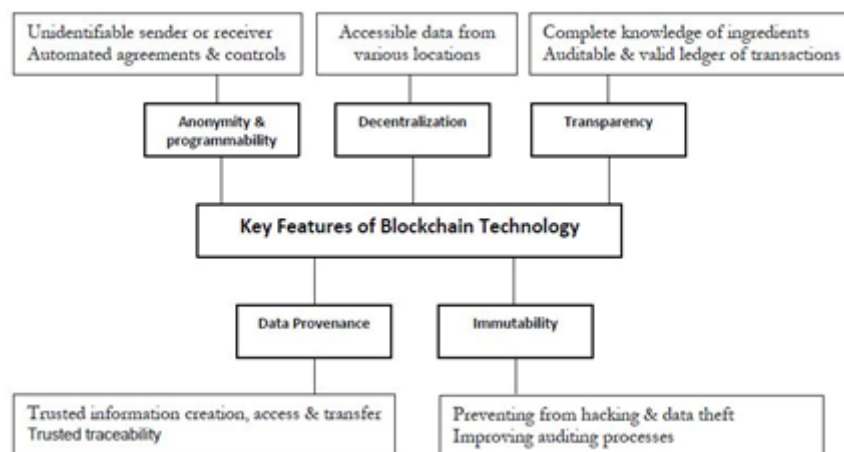 Unidentifiable sender or receiver
Automated agreements & controls
Accessible data from
various locations
Complete knowledge of ingredients
Auditable & valid ledger of transactions
Anonymity &
programmability
Decentralization
Transparency
Key Features of Blockchain Technology
Data Provenance
Immutability
Trusted information creation, access & transfer
Trusted traceability
Preventing from hacking & data theft
Improving auditing processes